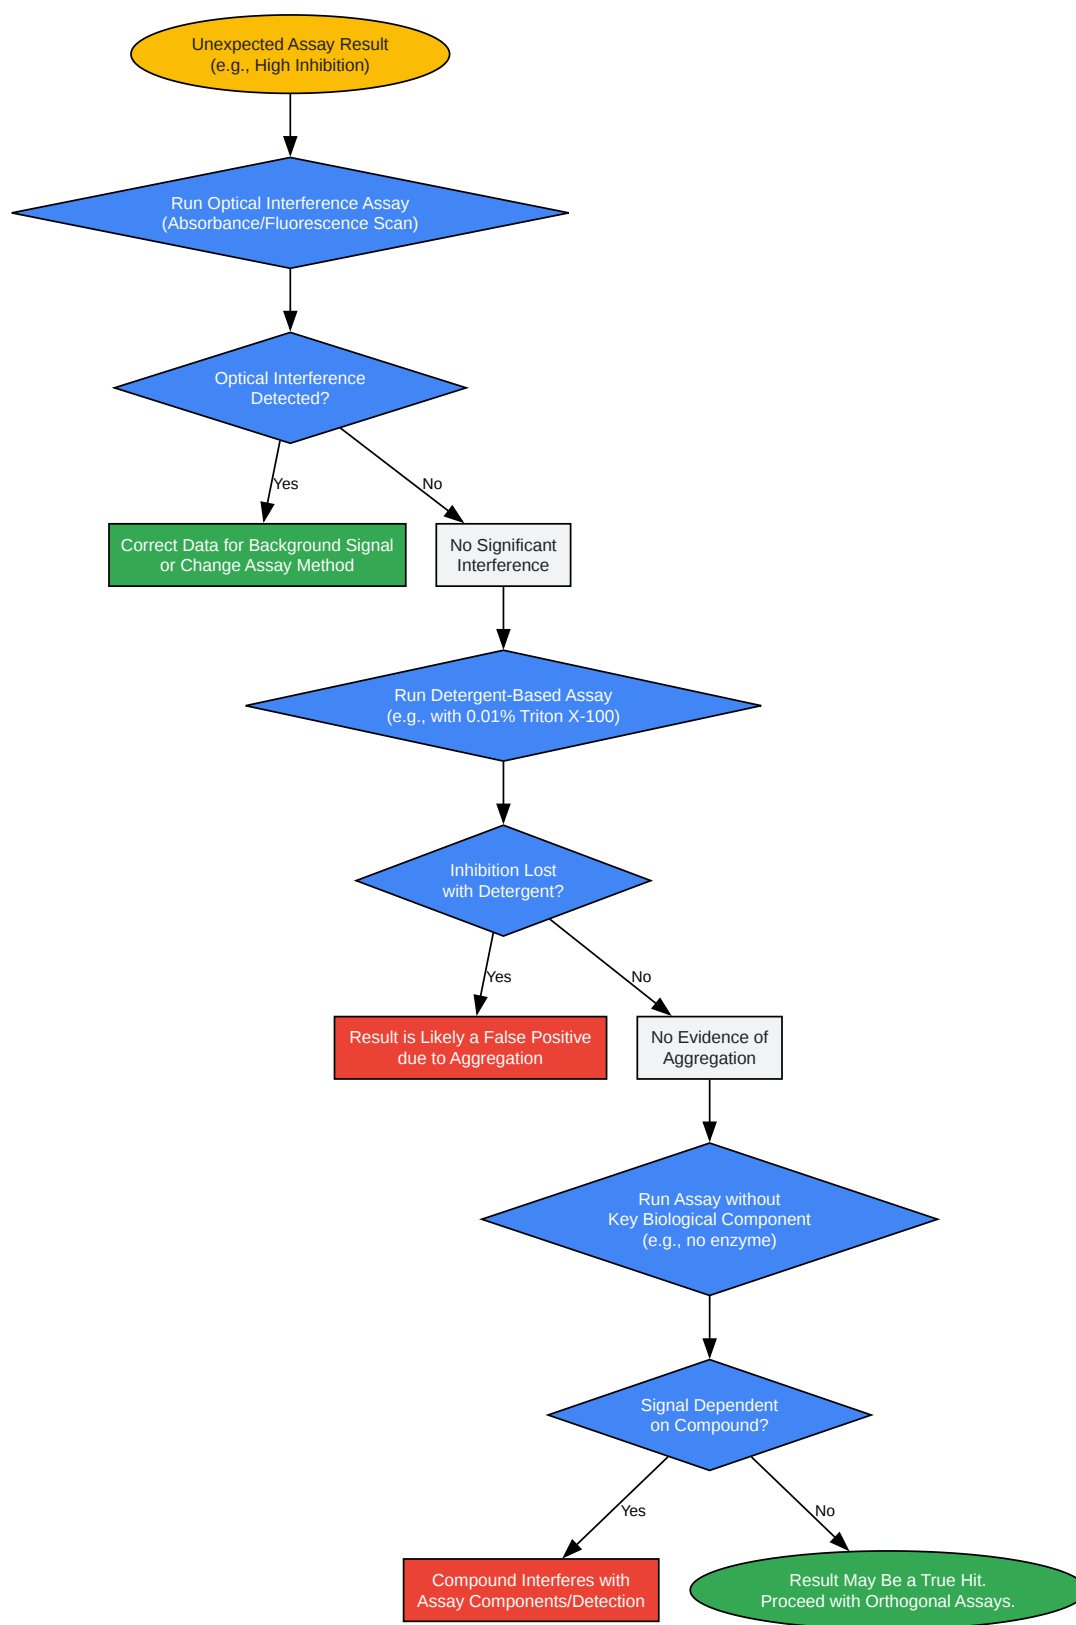 Unexpected Assay Result
(e.g., High Inhibition)
Run Optical Interference Assay
(Absorbance/Fluorescence Scan)
Optical Interference
Detected?
Yes
No
Correct Data for Background Signal
or Change Assay Method
No Significant
Interference
Run Detergent-Based Assay
(e.g., with 0.01% Triton X-100)
Inhibition Lost
with Detergent?
Yes
No
Result is Likely a False Positive
due to Aggregation
No Evidence of
Aggregation
Run Assay without
Key Biological Component
(e.g., no enzyme)
Signal Dependent
on Compound?
Yes
No
Compound Interferes with
Assay Components/Detection
Result May Be a True Hit.
Proceed with Orthogonal Assays.